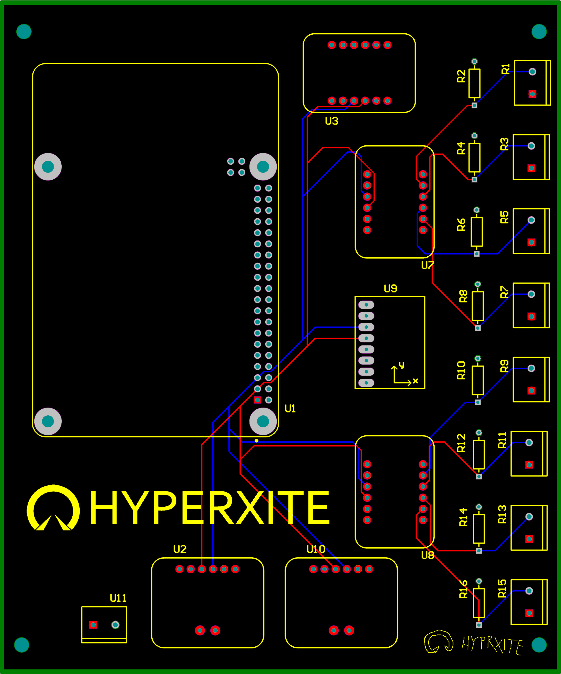 U3
R2
R1
R4
R3
R6
R5
U7
U9
R8
R7
y
x
R10
R9
U1
R12
R11
HYPERXITE
R14
R13
U2
U10
U8
R16
R15
U11
HYPERXITE